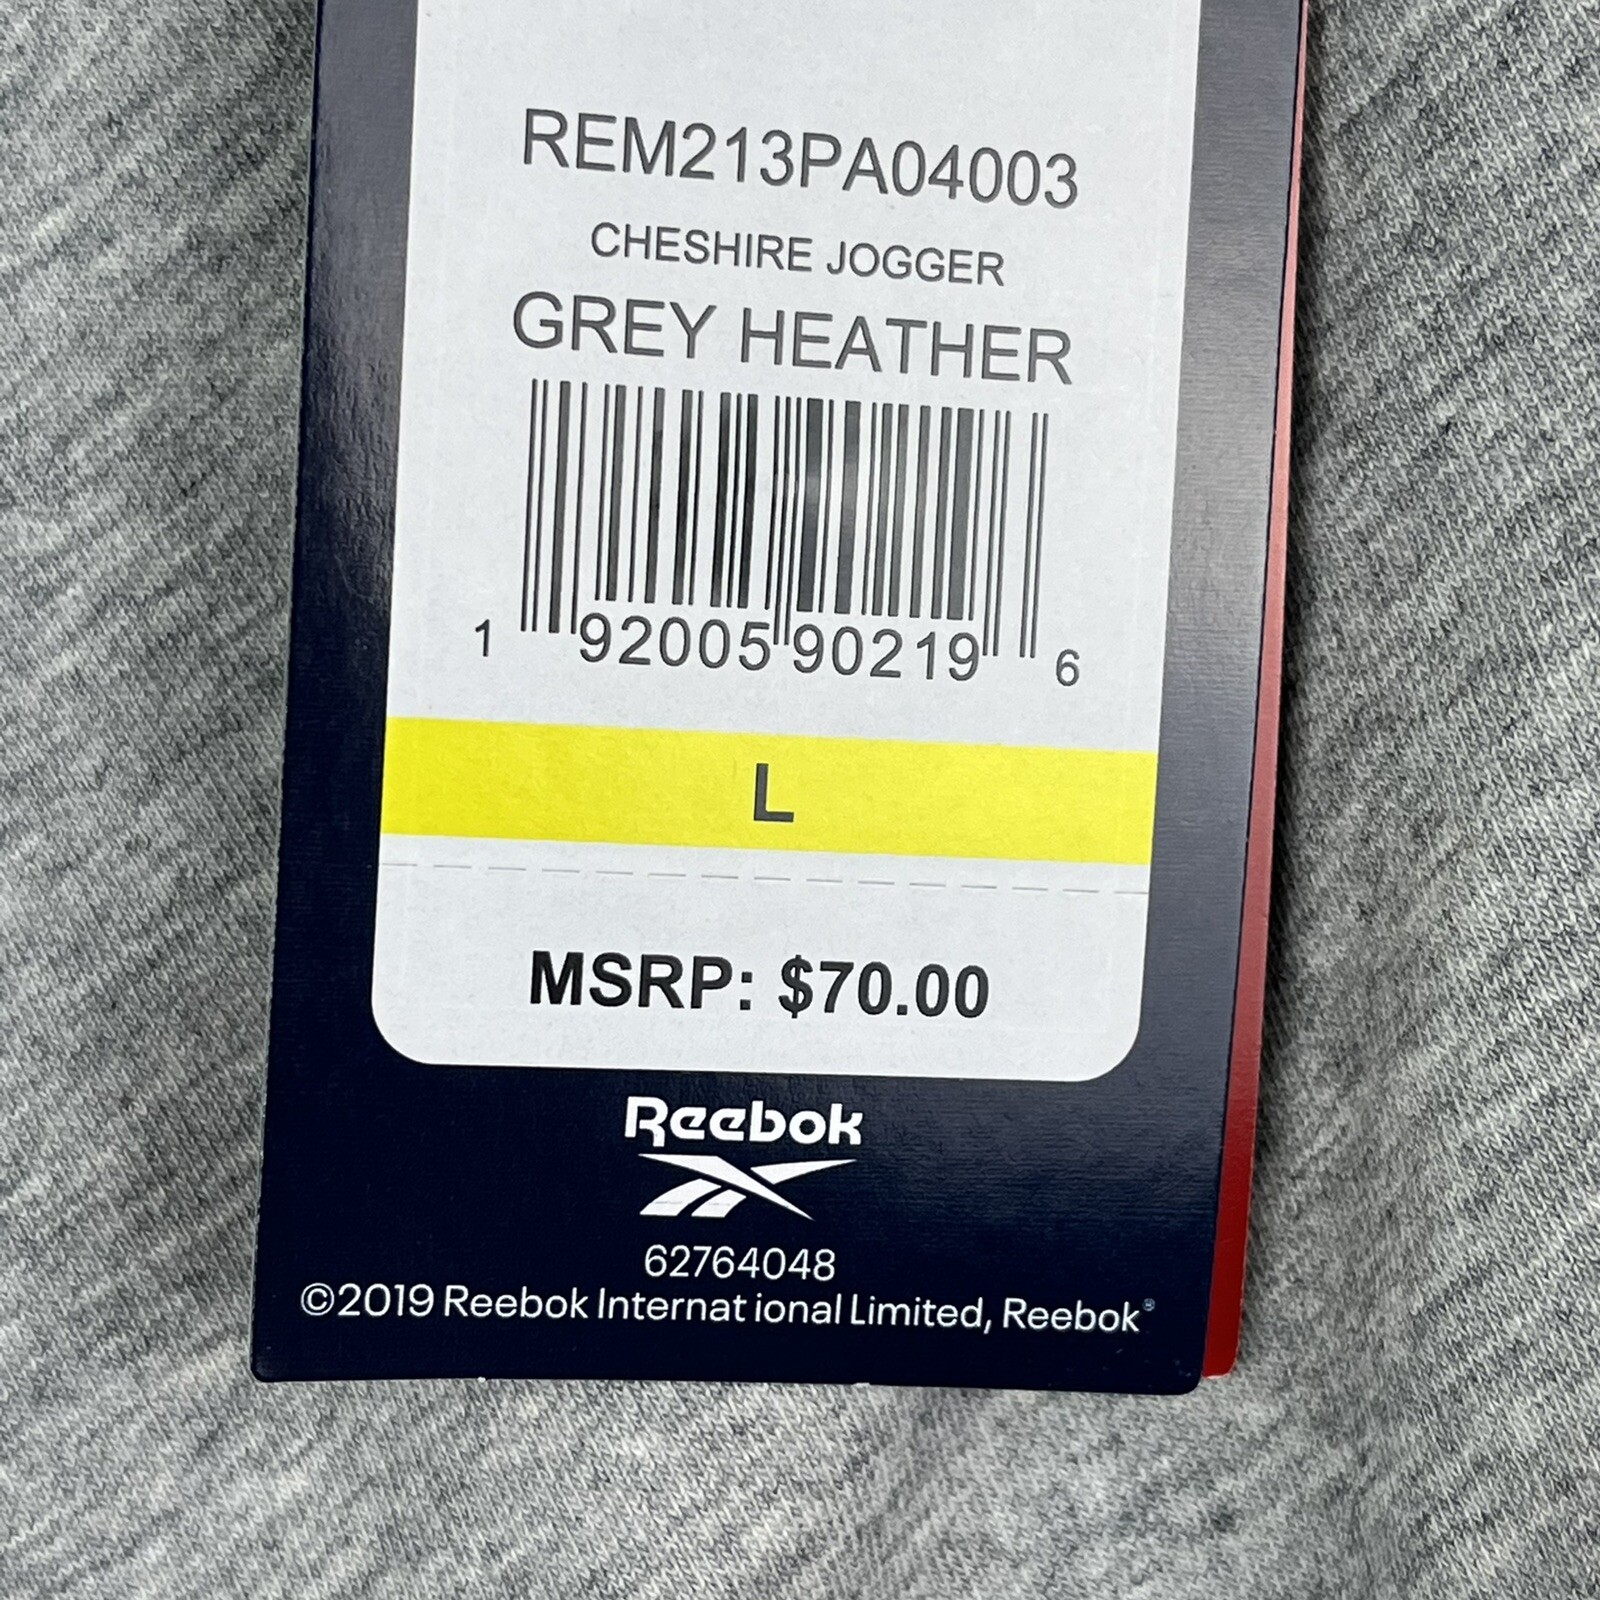 REM213PA04003
CHESHIRE JOGGER
GREY HEATHER
1 92005 90219 6
L
MSRP: $70.00
Reebok
62764048
©2019 Reebok Internat ional Limited, Reebok®